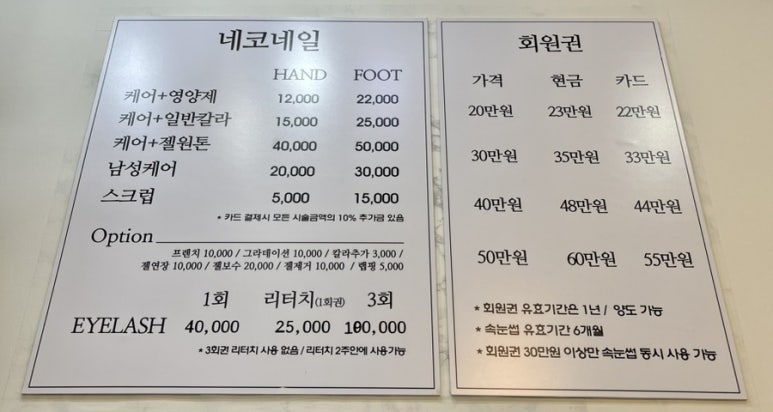 네코네일
HAND FOOT
케어+영양제 12,000 22,000
케어+일반칼라 15,000 25,000
케어+젤원톤 40,000 50,000
남성케어 20,000 30,000
스크럽 5,000 15,000
* 카드 결제시 모든 시술금액의 10% 추가금 있음
Option
프렌치 10,000 / 그라데이션 10,000 / 칼라추가 3,000 /
젤연장 10,000 / 젤보수 20,000 / 젤제거 10,000 / 랩핑 5,000
1회 리터치(1회권) 3회
EYELASH 40,000 25,000 100,000
* 3회권 리터치 사용 없음 / 리터치 2주안에 사용가능
회원권
가격 현금 카드
20만원 23만원 22만원
30만원 35만원 33만원
40만원 48만원 44만원
50만원 60만원 55만원
* 회원권 유효기간은 1년 / 양도 가능
* 속눈썹 유효기간 6개월
* 회원권 30만원 이상만 속눈썹 동시 사용 가능